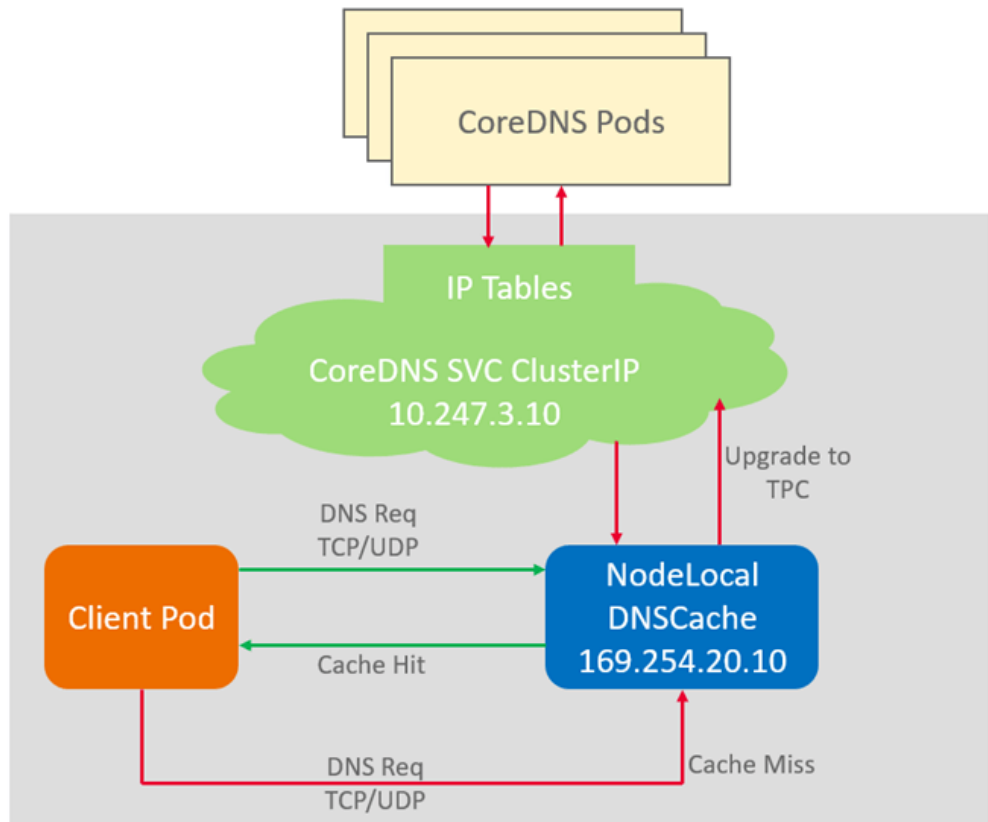 CoreDNS Pods
IP Tables
CoreDNS SVC ClusterIP
10.247.3.10
Upgrade to
TPC
DNS Req
TCP/UDP
Client Pod
NodeLocal
DNSCache
169.254.20.10
Cache Hit
DNS Req
TCP/UDP
Cache Miss